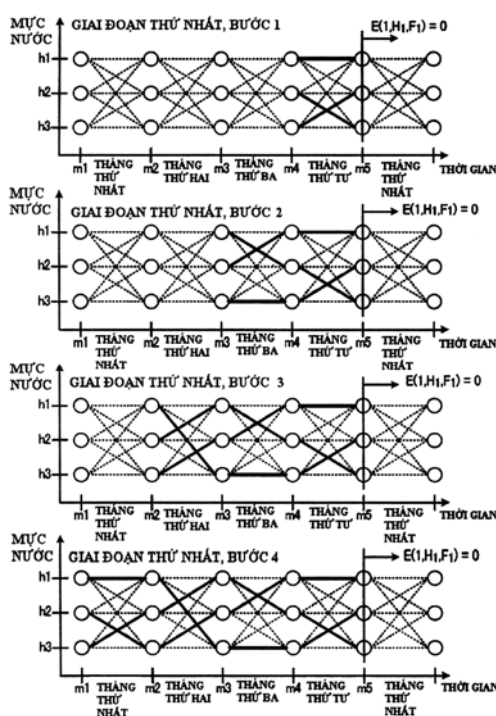 MỰC
NƯỚC
GIAI ĐOẠN THỨ NHẤT, BƯỚC 1
E(1,H1,F1) = 0
h1
h2
h3
m1 THÁNG THỨ NHẤT m2 THÁNG THỨ HAI m3 THÁNG THỨ BA m4 THÁNG THỨ TƯ m5 THÁNG THỨ NHẤT THỜI GIAN
MỰC
NƯỚC
GIAI ĐOẠN THỨ NHẤT, BƯỚC 2
E(1,H1,F1) = 0
h1
h2
h3
m1 THÁNG THỨ NHẤT m2 THÁNG THỨ HAI m3 THÁNG THỨ BA m4 THÁNG THỨ TƯ m5 THÁNG THỨ NHẤT THỜI GIAN
MỰC
NƯỚC
GIAI ĐOẠN THỨ NHẤT, BƯỚC 3
E(1,H1,F1) = 0
h1
h2
h3
m1 THÁNG THỨ NHẤT m2 THÁNG THỨ HAI m3 THÁNG THỨ BA m4 THÁNG THỨ TƯ m5 THÁNG THỨ NHẤT THỜI GIAN
MỰC
NƯỚC
GIAI ĐOẠN THỨ NHẤT, BƯỚC 4
E(1,H1,F1) = 0
h1
h2
h3
m1 THÁNG THỨ NHẤT m2 THÁNG THỨ HAI m3 THÁNG THỨ BA m4 THÁNG THỨ TƯ m5 THÁNG THỨ NHẤT THỜI GIAN